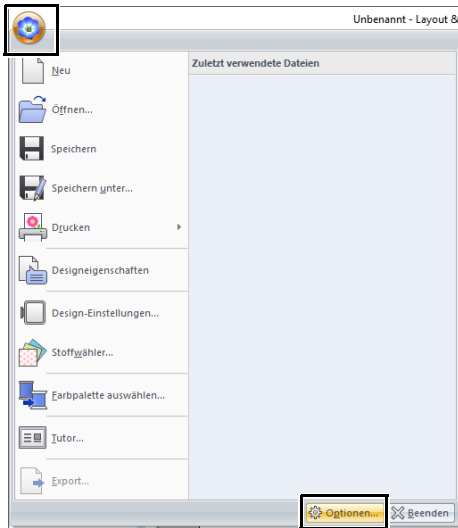 Unbenannt - Layout &
Neu
Zuletzt verwendete Dateien
Öffnen...
Speichern
Speichern unter...
Drucken
Designeigenschaften
Design-Einstellungen...
Stoffwähler...
Farbpalette auswählen...
Tutor...
Export...
Optionen...
Beenden